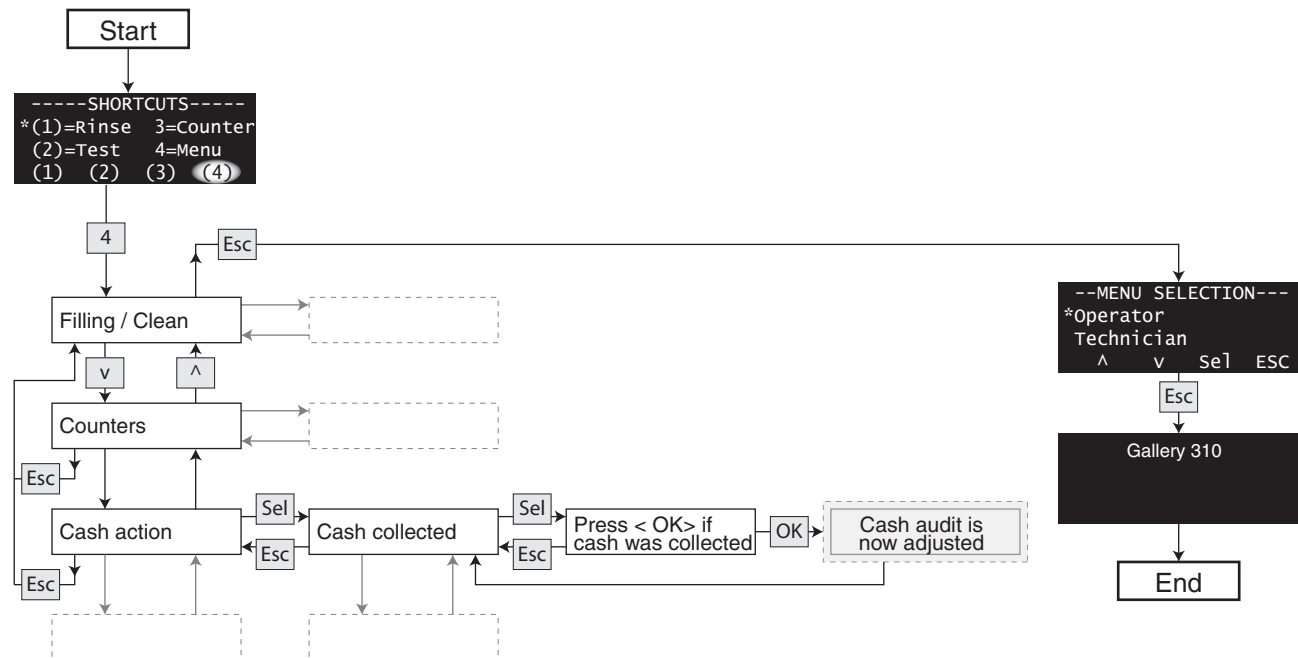 Start
-----SHORTCUTS-----
*(1)=Rinse 3=Counter
(2)=Test 4=Menu
(1) (2) (3) (4)
4
Esc
Filling / Clean
v
^
Counters
Esc
Cash action
Sel
Esc
Cash collected
Sel
Esc
Press < OK> if
cash was collected
OK
Cash audit is
now adjusted
Esc
--MENU SELECTION---
*Operator
Technician
^ v Sel ESC
Esc
Gallery 310
End